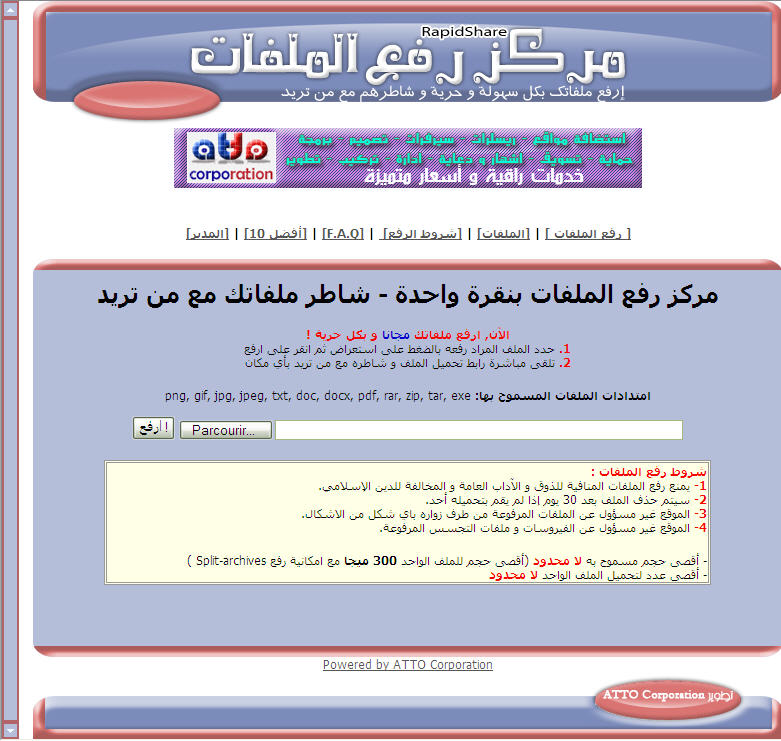 RapidShare
مركز رفع الملفات
إرفع ملفاتك بكل سهولة و حرية و شاطرهم مع من تريد
atto corporation
استضافة مواقع - ريسلرات - سيرفرات - تصميم - برمجة
حماية - تسويق - اشهار و دعاية - ادارة - تركيب - تطوير
خدمات راقية و أسعار متميزة
[ رفع الملفات ] | [الملفات] | [شروط الرفع] | [F.A.Q] | [أفضل 10] | [المدير]
مركز رفع الملفات بنقرة واحدة - شاطر ملفاتك مع من تريد
الآن, ارفع ملفاتك مجانا و بكل حرية !
1. حدد الملف المراد رفعه بالضغط على استعراض ثم انقر على ارفع
2. تلقى مباشرة رابط تحميل الملف و شاطره مع من تريد بأي مكان
امتدادات الملفات المسموح بها: png, gif, jpg, jpeg, txt, doc, docx, pdf, rar, zip, tar, exe
Parcourir...
ارفع !
شروط رفع الملفات :
1- يمنع رفع الملفات المنافية للذوق و الآداب العامة و المخالفة للدين الإسلامي.
2- سيتم حذف الملف بعد 30 يوم إذا لم يقم بتحميله أحد.
3- الموقع غير مسؤول عن الملفات المرفوعة من طرف زواره بأي شكل من الاشكال.
4- الموقع غير مسؤول عن الفيروسات و ملفات التجسس المرفوعة.
- أقصى حجم مسموح به لا محدود (أقصى حجم للملف الواحد 300 ميجا مع امكانية رفع Split-archives )
- أقصى عدد لتحميل الملف الواحد لا محدود
Powered by ATTO Corporation
تطوير ATTO Corporation